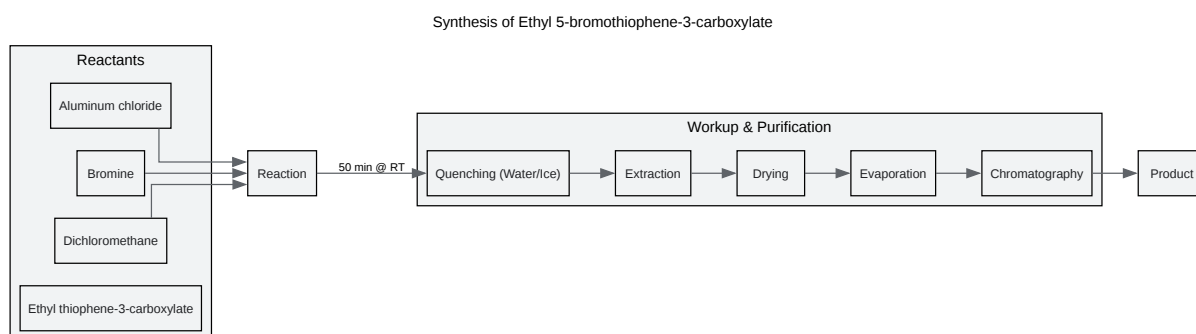 Synthesis of Ethyl 5-bromothiophene-3-carboxylate
Reactants
Aluminum chloride
Bromine
Dichloromethane
Ethyl thiophene-3-carboxylate
Reaction
50 min @ RT
Workup & Purification
Quenching (Water/Ice)
Extraction
Drying
Evaporation
Chromatography
Product